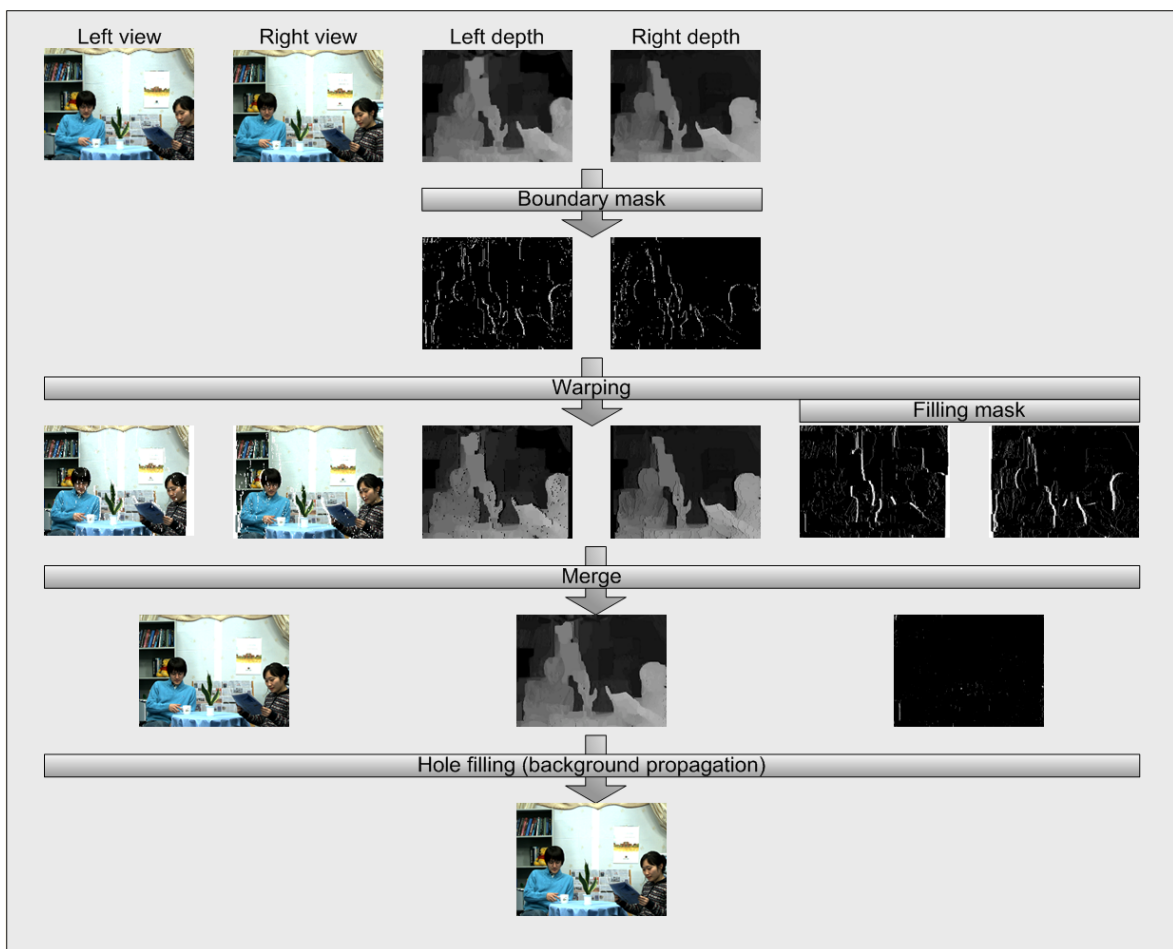 Left view
Right view
Left depth
Right depth
Boundary mask
Warping
Filling mask
Merge
Hole filling (background propagation)